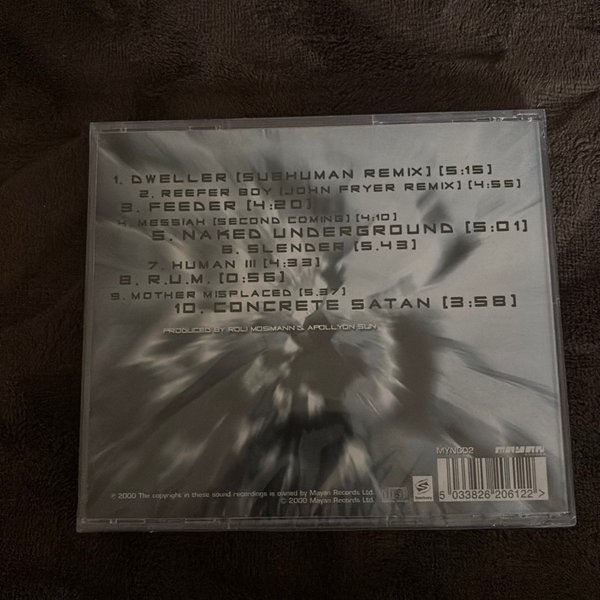 1. DWELLER [SUBHUMAN REMIX] [5:15]
2. REEFER BOY [JOHN FRYER REMIX] [4:55]
3. FEEDER [4:20]
4. MESSIAH [SECOND COMING] [4:10]
5. NAKED UNDERGROUND [5:01]
6. SLENDER [5.43]
7. HUMAN III [4:33]
8. R.U.M. [0:56]
9. MOTHER MISPLACED [5.37]
10. CONCRETE SATAN [3:58]
PRODUCED BY ROLI MOSIMANN & APOLLYON SUN
MYNCD2
MAYAN
℗ 2000 The copyright in these sound recordings is owned by Mayan Records Ltd.
© 2000 Mayan Records Ltd.
5 033826 206122 >